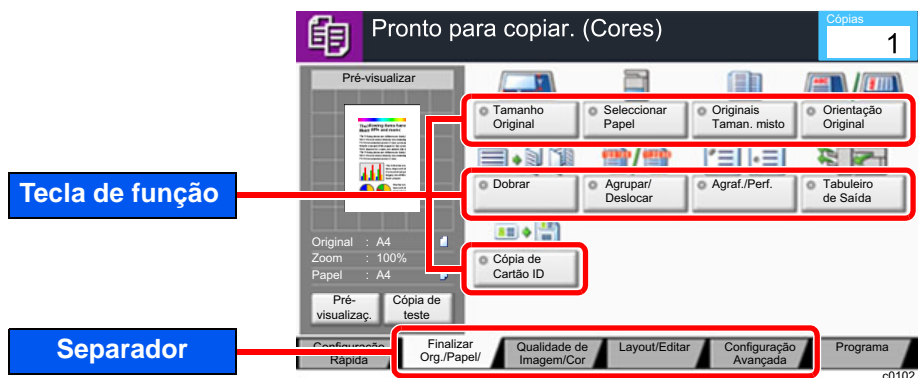 Pronto para copiar. (Cores)
Cópias
1
Pré-visualizar
Tamanho
Original
Seleccionar
Papel
Originais
Taman. misto
Orientação
Original
Dobrar
Agrupar/
Deslocar
Agraf./Perf.
Tabuleiro
de Saída
Cópia de
Cartão ID
Tecla de função
Original : A4
Zoom : 100%
Papel : A4
Pré-
visualizaç.
Cópia de
teste
Separador
Configuração
Rápida
Finalizar
Org./Papel/
Qualidade de
Imagem/Cor
Layout/Editar
Configuração
Avançada
Programa
c0102